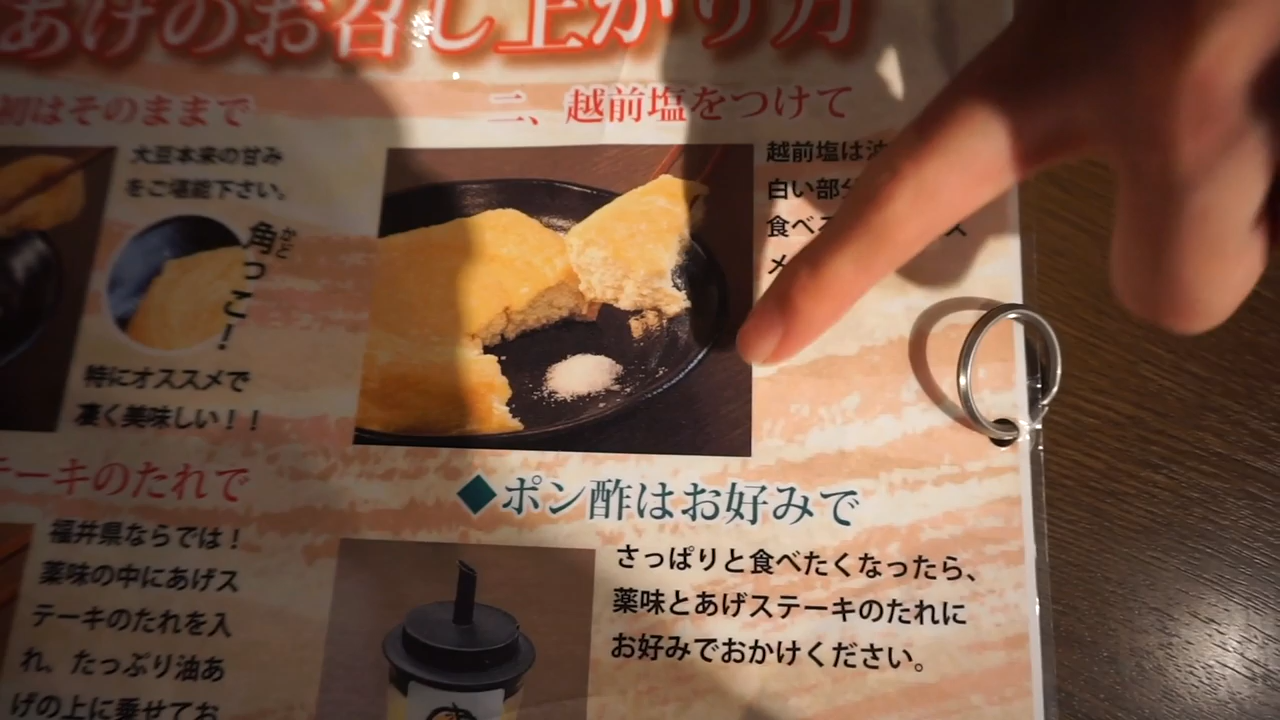 あげのお召し上がり方
初はそのままで
大豆本来の甘み
をご堪能下さい。
角っこ！
かど
特にオススメで
凄く美味しい！！
二、越前塩をつけて
越前塩は
白い部分
食べ
ス
メ
テーキのたれで
福井県ならでは！
薬味の中にあげス
テーキのたれを入
れ、たっぷり油あ
げの上に乗せてお
◆ポン酢はお好みで
さっぱりと食べたくなったら、
薬味とあげステーキのたれに
お好みでおかけください。